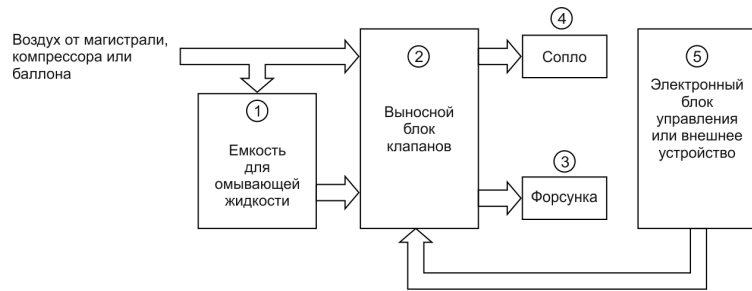 Воздух от магистрали,
компрессора или
баллона
1
Емкость
для
омывающей
жидкости
2
Выносной
блок
клапанов
4
Сопло
3
Форсунка
5
Электронный
блок
управления
или внешнее
устройство